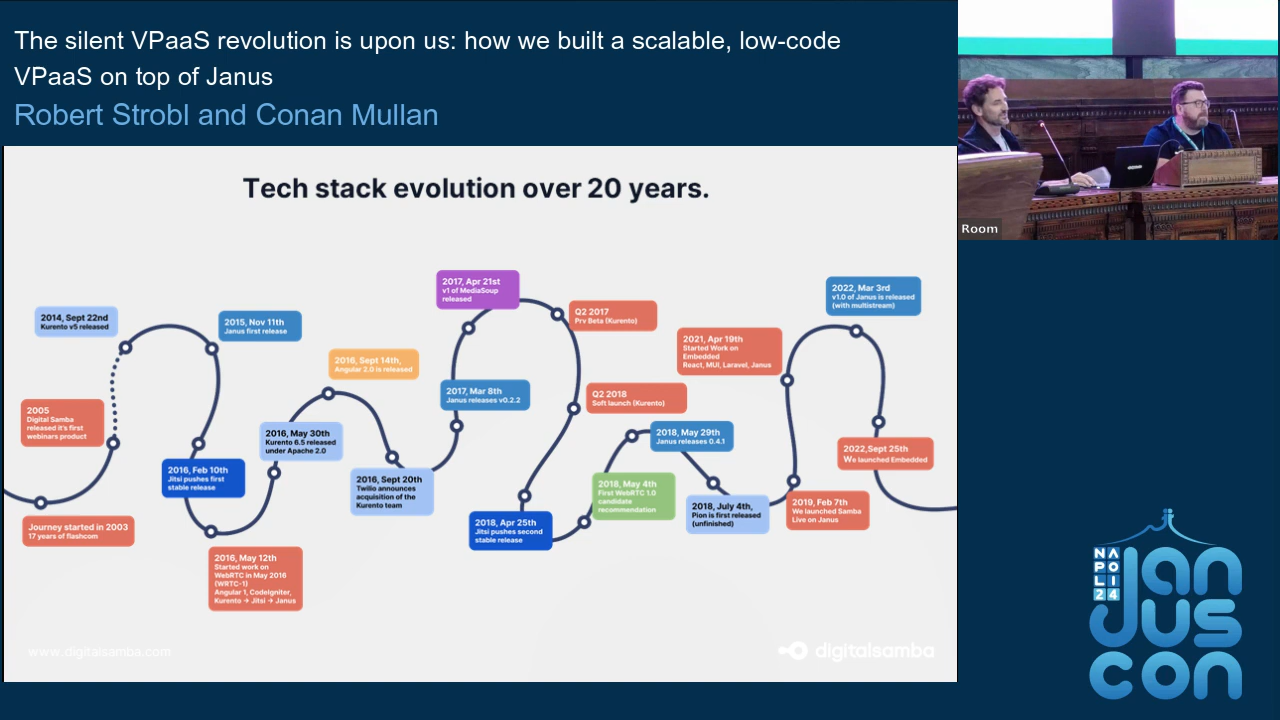 The silent VPaaS revolution is upon us: how we built a scalable, low-code
VPaaS on top of Janus
Robert Strobl and Conan Mullan
Room
Tech stack evolution over 20 years.
Journey started in 2003
17 years of flashcom
2005
Digital Samba
released it's first
webinars product
2014, Sept 22nd
Kurento v5 released
2015, Nov 11th
Janus first release
2016, Feb 10th
Jitsi pushes first
stable release
2016, May 12th
Started work on
WebRTC in May 2016
(WRTC-1)
Angular 1, CodeIgniter,
Kurento → Jitsi → Janus
2016, May 30th
Kurento 6.5 released
under Apache 2.0
2016, Sept 14th,
Angular 2.0 is released
2016, Sept 20th
Twilio announces
acquisition of the
Kurento team
2017, Mar 8th
Janus releases v0.2.2
2017, Apr 21st
v1 of MediaSoup
released
Q2 2017
Prv Beta (Kurento)
Q2 2018
Soft launch (Kurento)
2018, Apr 25th
Jitsi pushes second
stable release
2018, May 4th
First WebRTC 1.0
candidate
recommendation
2018, May 29th
Janus releases 0.4.1
2018, July 4th,
Pion is first released
(unfinished)
2019, Feb 7th
We launched Samba
Live on Janus
2021, Apr 19th
Started Work on
Embedded
React, MUI, Laravel, Janus
2022, Mar 3rd
v1.0 of Janus is released
(with multistream)
2022,Sept 25th
We launched Embedded
www.digitalsamba.com
digitalsamba
NAPOLI24
Janus
con